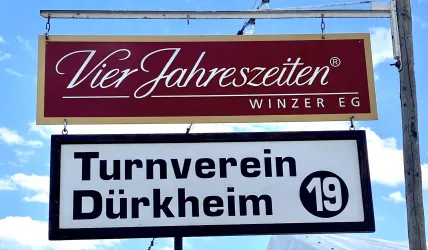 Vier Jahreszeiten®
WINZER EG
Turnverein
Dürkheim 19